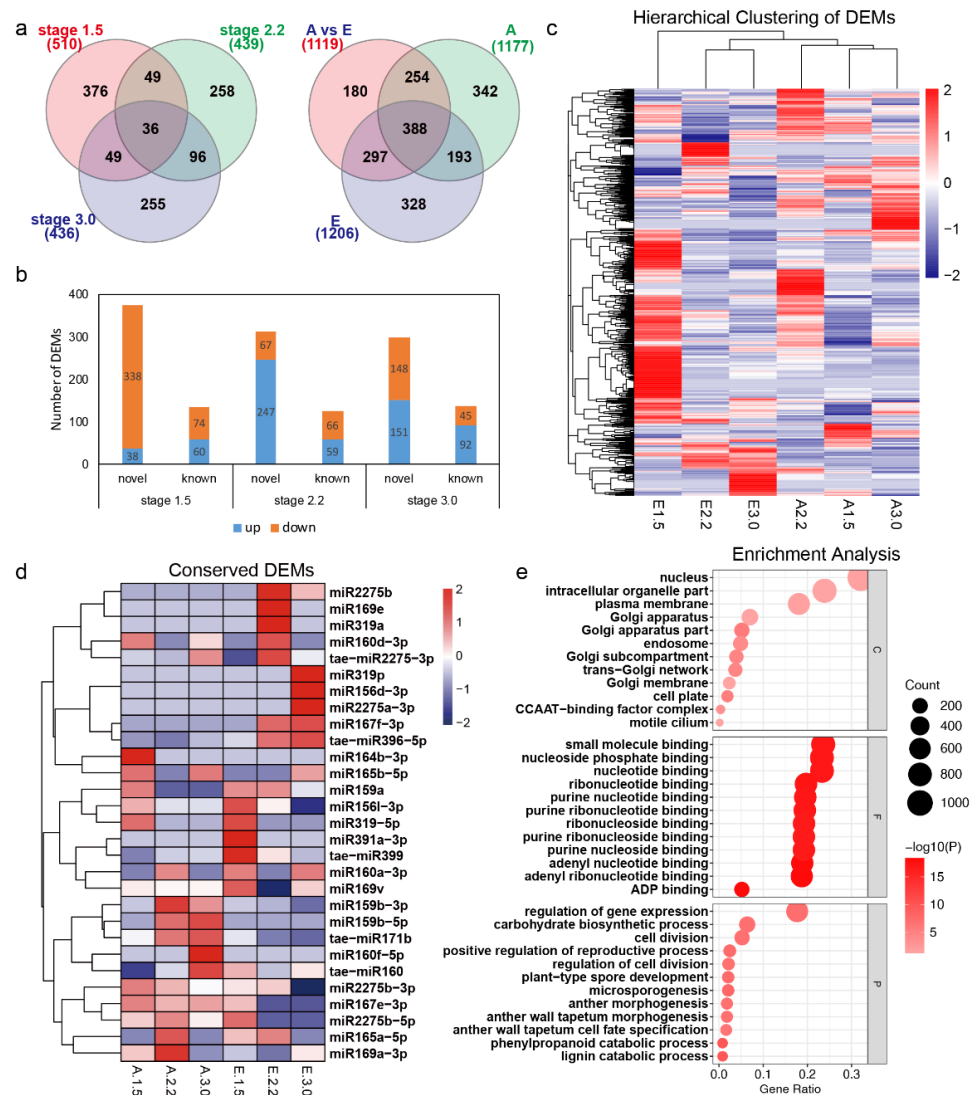 a
stage 1.5
(510)
stage 2.2
(439)
376
49
258
36
49
96
255
stage 3.0
(436)
A vs E
(1119)
A
(1177)
180
254
342
388
297
193
328
E
(1206)
b
Number of DEMs
400
300
200
100
0
338
38
74
60
67
247
66
59
148
151
45
92
novel known novel known novel known
stage 1.5 stage 2.2 stage 3.0
up down
c
Hierarchical Clustering of DEMs
2
1
0
−1
−2
E1.5
E2.2
E3.0
A2.2
A1.5
A3.0
d
Conserved DEMs
miR2275b
miR169e
miR319a
miR160d−3p
tae−miR2275−3p
miR319p
miR156d−3p
miR2275a−3p
miR167f−3p
tae−miR396−5p
miR164b−3p
miR165b−5p
miR159a
miR156l−3p
miR319−5p
miR391a−3p
tae−miR399
miR160a−3p
miR169v
miR159b−3p
miR159b−5p
tae−miR171b
miR160f−5p
tae−miR160
miR2275b−3p
miR167e−3p
miR2275b−5p
miR165a−5p
miR169a−3p
2
1
0
−1
−2
A.1.5
A.2.2
A.3.0
E.1.5
E.2.2
E.3.0
e
Enrichment Analysis
nucleus
intracellular organelle part
plasma membrane
Golgi apparatus
Golgi apparatus part
endosome
Golgi subcompartment
trans−Golgi network
Golgi membrane
cell plate
CCAAT−binding factor complex
motile cilium
C
small molecule binding
nucleoside phosphate binding
nucleotide binding
ribonucleotide binding
purine nucleotide binding
purine ribonucleotide binding
ribonucleoside binding
purine ribonucleoside binding
purine nucleoside binding
adenyl nucleotide binding
adenyl ribonucleotide binding
ADP binding
F
regulation of gene expression
carbohydrate biosynthetic process
cell division
positive regulation of reproductive process
regulation of cell division
plant−type spore development
microsporogenesis
anther morphogenesis
anther wall tapetum morphogenesis
anther wall tapetum cell fate specification
phenylpropanoid catabolic process
lignin catabolic process
P
0.0 0.1 0.2 0.3
Gene Ratio
Count
200
400
600
800
1000
−log10(P)
15
10
5